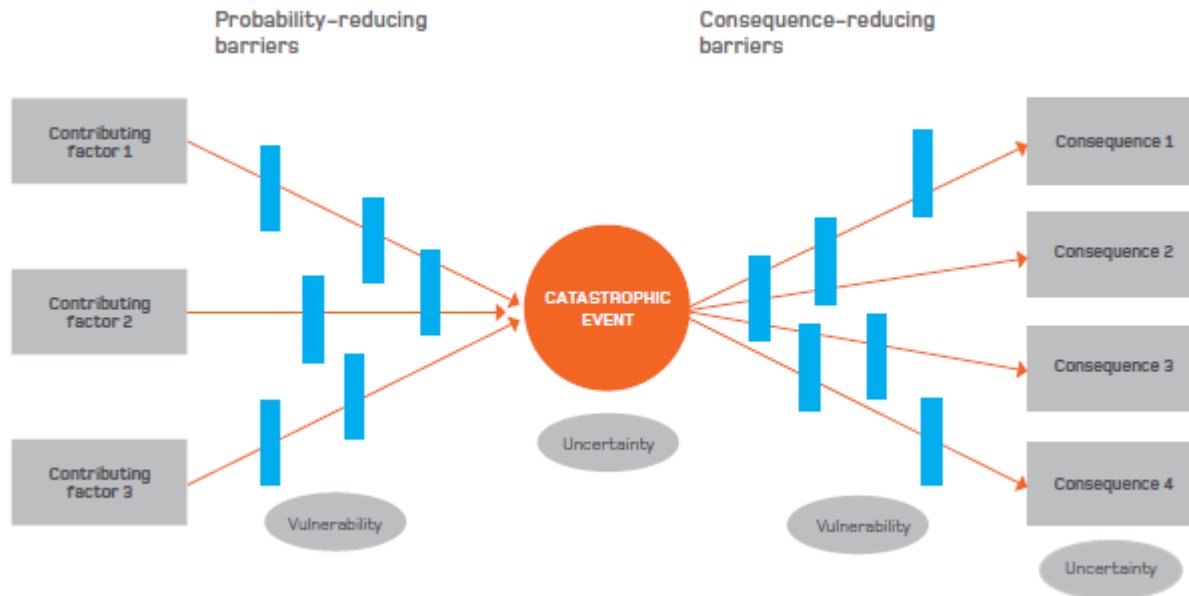 Probability-reducing
barriers
Consequence-reducing
barriers
Contributing
factor 1
Contributing
factor 2
Contributing
factor 3
CATASTROPHIC
EVENT
Uncertainty
Vulnerability
Vulnerability
Consequence 1
Consequence 2
Consequence 3
Consequence 4
Uncertainty